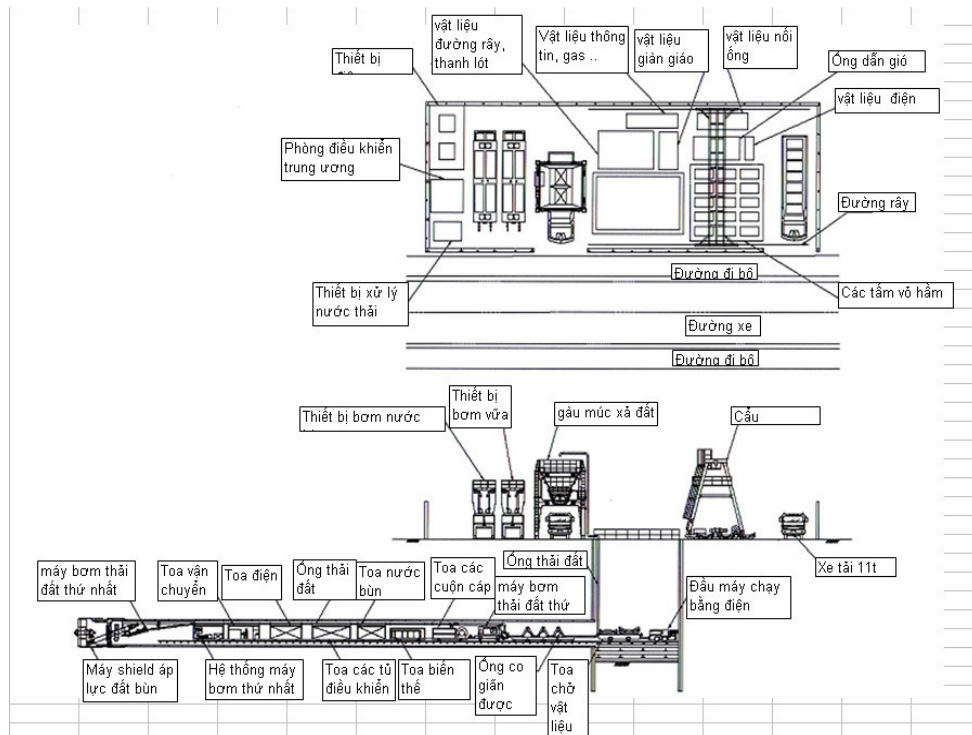 vật liệu
đường rây,
thanh lót
Vật liệu thông
tin, gas ..
vật liệu
giàn giáo
vật liệu nối
ống
Thiết bị
Ống dẫn gió
vật liệu điện
Phòng điều khiển
trung ương
Đường rây
Đường đi bộ
Thiết bị xử lý
nước thải
Các tấm vỏ hầm
Đường xe
Đường đi bộ
Thiết bị bơm nước
Thiết bị
bơm vữa
gàu múc xả đất
Cẩu
máy bơm thải
đất thứ nhất
Toa vận
chuyển
Toa điện
Ống thải
đất
Toa nước
bùn
Toa các
cuộn cáp
Ống thải đất
máy bơm
thải đất thứ
Đầu máy chạy
bằng điện
Xe tải 11t
Máy shield áp
lực đất bùn
Hệ thống máy
bơm thứ nhất
Toa các tủ
điều khiển
Toa biến
thế
Ống co
giãn
được
Toa
chở
vật
liệu